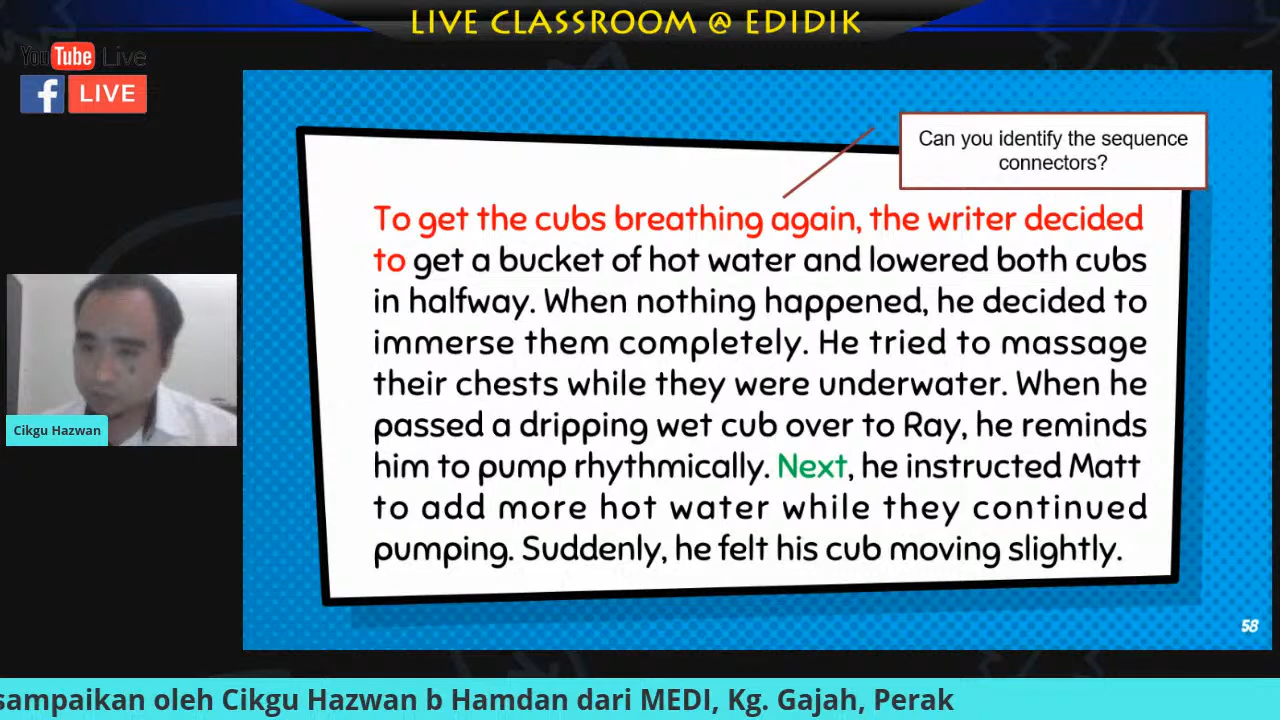 LIVE CLASSROOM @ EDIDIK
YouTube Live
f LIVE
Can you identify the sequence
connectors?
To get the cubs breathing again, the writer decided
to get a bucket of hot water and lowered both cubs
in halfway. When nothing happened, he decided to
immerse them completely. He tried to massage
their chests while they were underwater. When he
passed a dripping wet cub over to Ray, he reminds
him to pump rhythmically. Next, he instructed Matt
to add more hot water while they continued
pumping. Suddenly, he felt his cub moving slightly.
Cikgu Hazwan
58
sampaikan oleh Cikgu Hazwan b Hamdan dari MEDI, Kg. Gajah, Perak